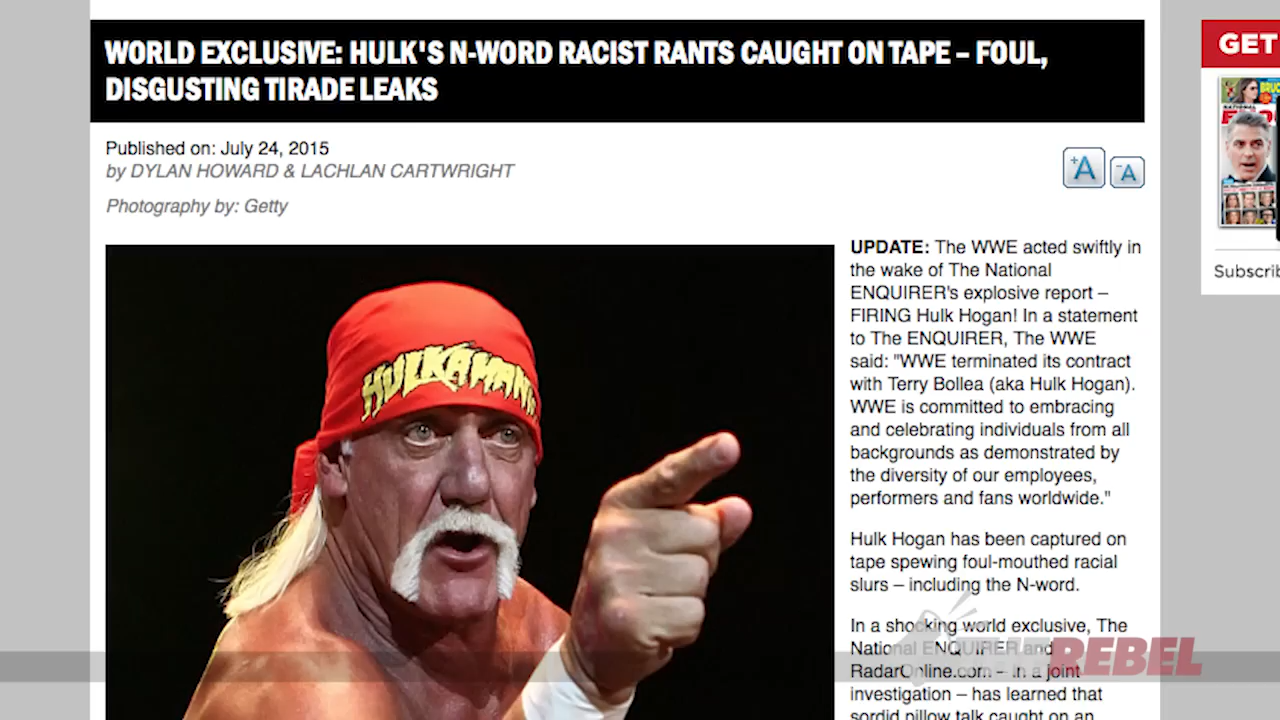 WORLD EXCLUSIVE: HULK'S N-WORD RACIST RANTS CAUGHT ON TAPE – FOUL,
DISGUSTING TIRADE LEAKS
Published on: July 24, 2015
by DYLAN HOWARD & LACHLAN CARTWRIGHT
Photography by: Getty
+A
-A
HULKAMANI
UPDATE: The WWE acted swiftly in
the wake of The National
ENQUIRER's explosive report –
FIRING Hulk Hogan! In a statement
to The ENQUIRER, The WWE
said: "WWE terminated its contract
with Terry Bollea (aka Hulk Hogan).
WWE is committed to embracing
and celebrating individuals from all
backgrounds as demonstrated by
the diversity of our employees,
performers and fans worldwide."
Hulk Hogan has been captured on
tape spewing foul-mouthed racial
slurs – including the N-word.
In a shocking world exclusive, The
National ENQUIRER and
RadarOnline.com – in a joint
investigation – has learned that
sordid pillow talk caught on an
THE REBEL
GET
NATIONAL
Subscrib